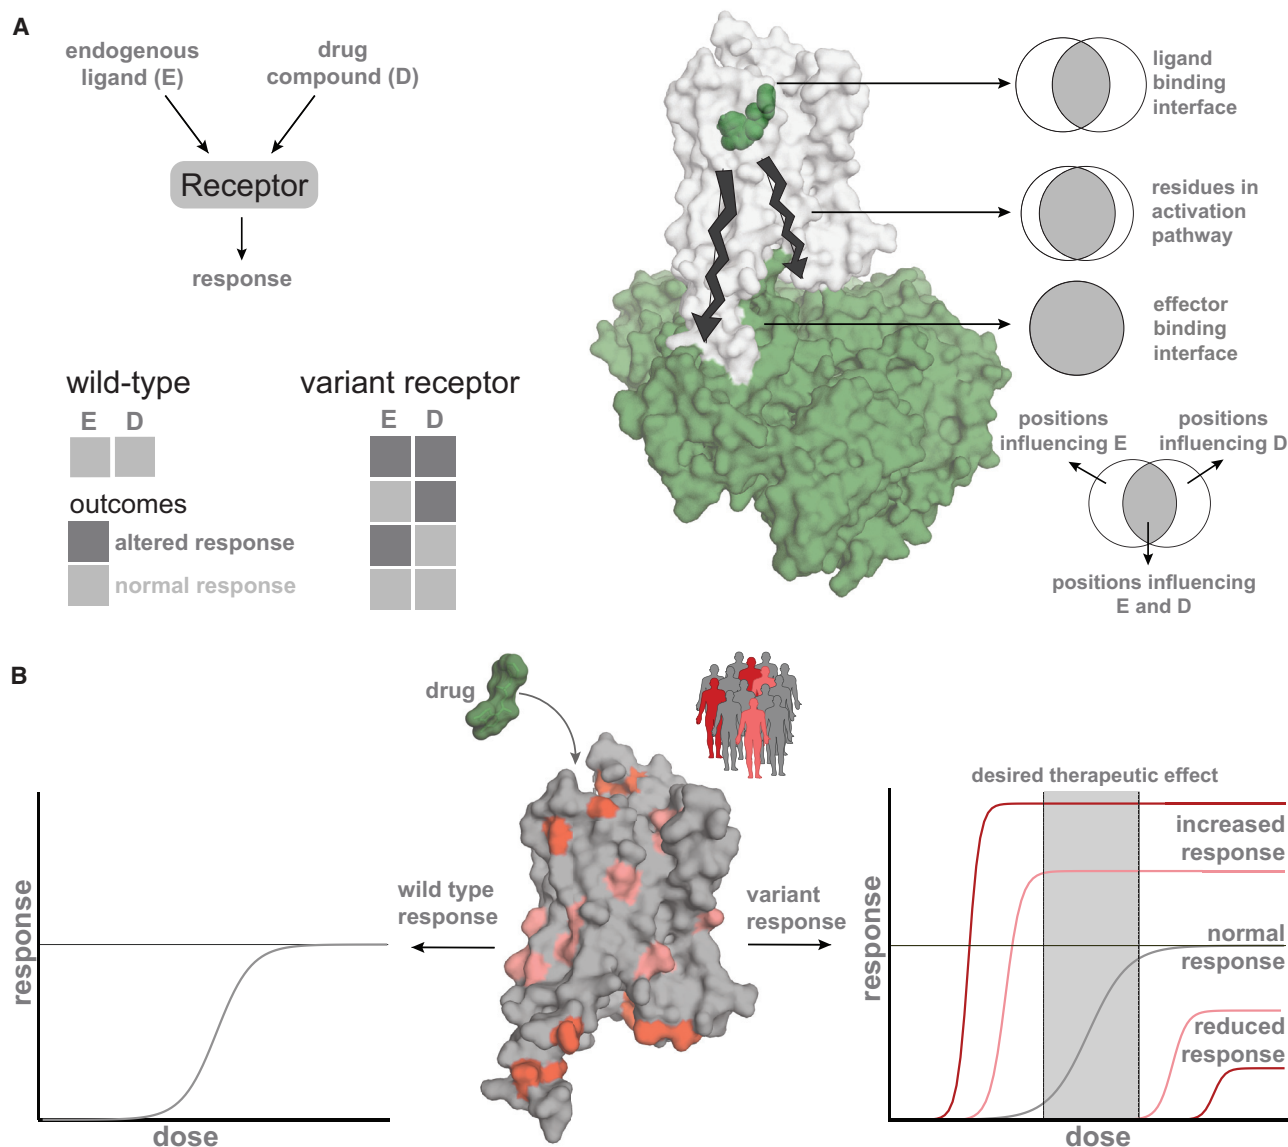 A
endogenous
ligand (E)
drug
compound (D)
Receptor
response
wild-type
E D
outcomes
altered response
normal response
variant receptor
E D
ligand
binding
interface
residues in
activation
pathway
effector
binding
interface
positions
influencing E
positions
influencing D
positions influencing
E and D
B
drug
wild type
response
variant
response
response
dose
desired therapeutic effect
increased
response
normal
response
reduced
response
response
dose